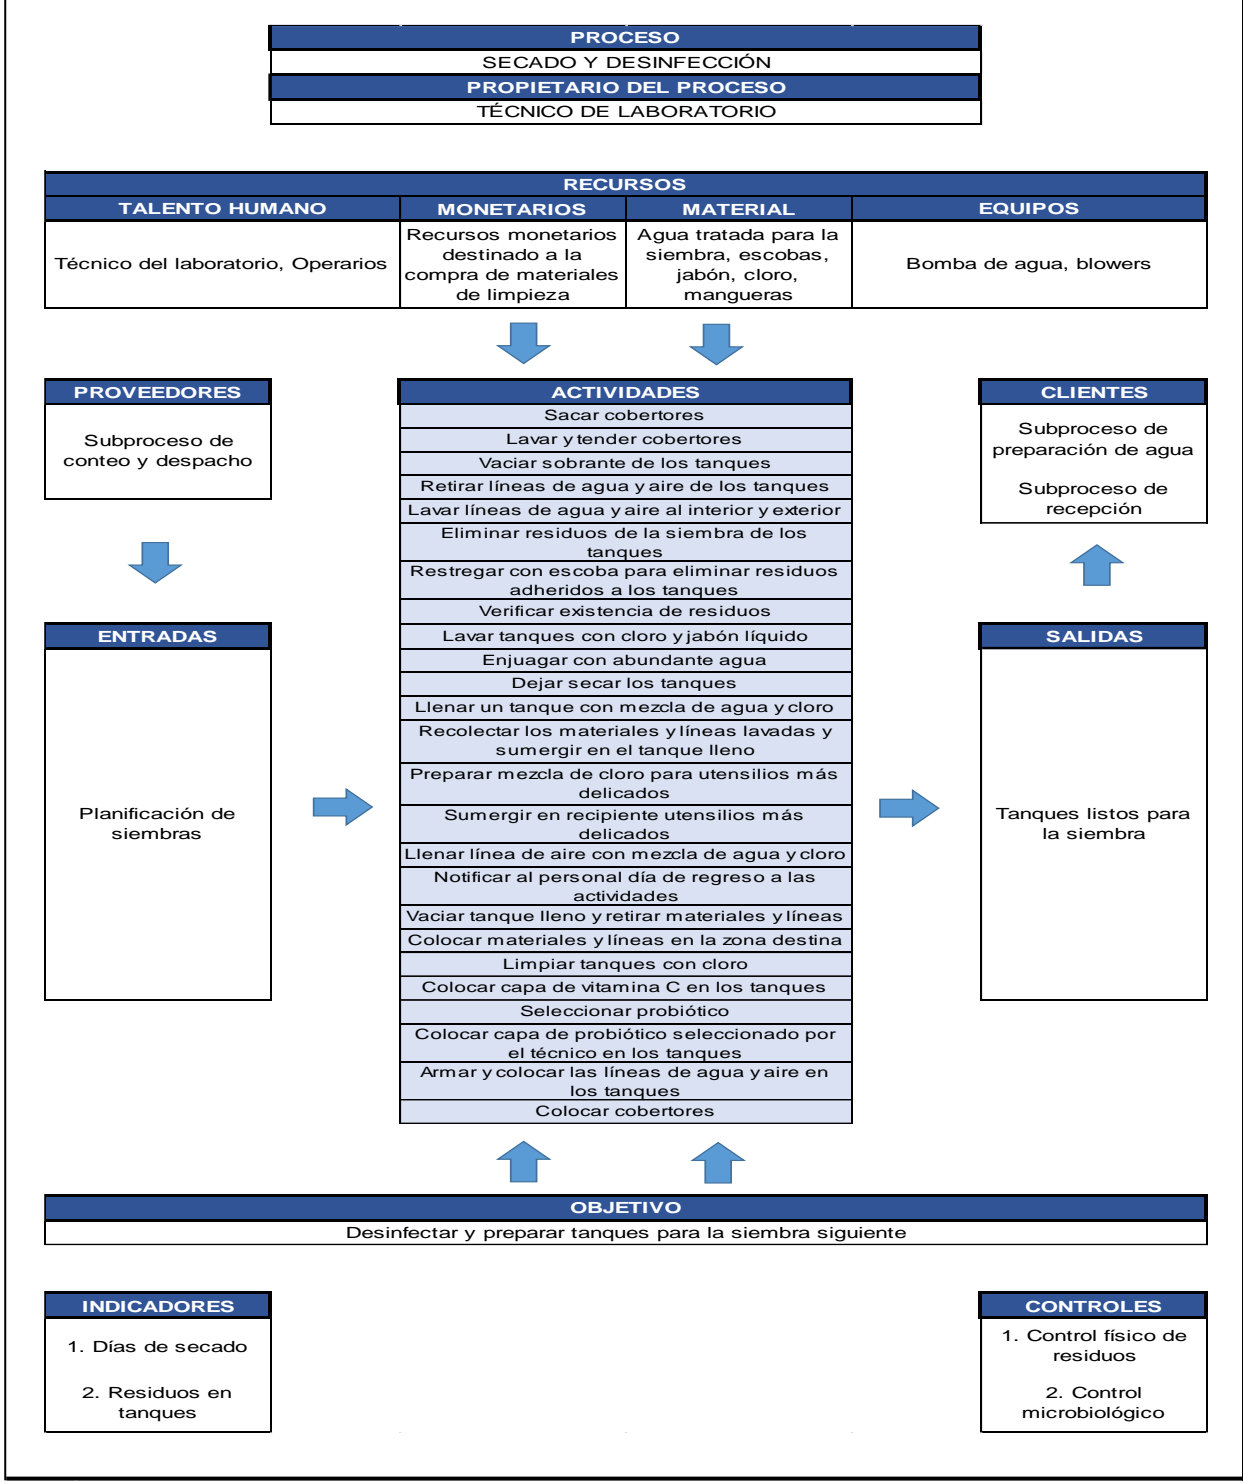 PROCESO
SECADO Y DESINFECCIÓN
PROPIETARIO DEL PROCESO
TÉCNICO DE LABORATORIO
RECURSOS
TALENTO HUMANO
MONETARIOS
MATERIAL
EQUIPOS
Técnico del laboratorio, Operarios
Recursos monetarios
destinado a la
compra de materiales
de limpieza
Agua tratada para la
siembra, escobas,
jabón, cloro,
mangueras
Bomba de agua, blowers
PROVEEDORES
Subproceso de
conteo y despacho
ENTRADAS
Planificación de
siembras
ACTIVIDADES
Sacar cobertores
Lavar y tender cobertores
Vaciar sobrante de los tanques
Retirar líneas de agua y aire de los tanques
Lavar líneas de agua y aire al interior y exterior
Eliminar residuos de la siembra de los
tanques
Restregar con escoba para eliminar residuos
adheridos a los tanques
Verificar existencia de residuos
Lavar tanques con cloro y jabón líquido
Enjuagar con abundante agua
Dejar secar los tanques
Llenar un tanque con mezcla de agua y cloro
Recolectar los materiales y líneas lavadas y
sumergir en el tanque lleno
Preparar mezcla de cloro para utensilios más
delicados
Sumergir en recipiente utensilios más
delicados
Llenar línea de aire con mezcla de agua y cloro
Notificar al personal día de regreso a las
actividades
Vaciar tanque lleno y retirar materiales y líneas
Colocar materiales y líneas en la zona destina
Limpiar tanques con cloro
Colocar capa de vitamina C en los tanques
Seleccionar probiótico
Colocar capa de probiótico seleccionado por
el técnico en los tanques
Armar y colocar las líneas de agua y aire en
los tanques
Colocar cobertores
CLIENTES
Subproceso de
preparación de agua
Subproceso de
recepción
SALIDAS
Tanques listos para
la siembra
OBJETIVO
Desinfectar y preparar tanques para la siembra siguiente
INDICADORES
1. Días de secado
2. Residuos en
tanques
CONTROLES
1. Control físico de
residuos
2. Control
microbiológico